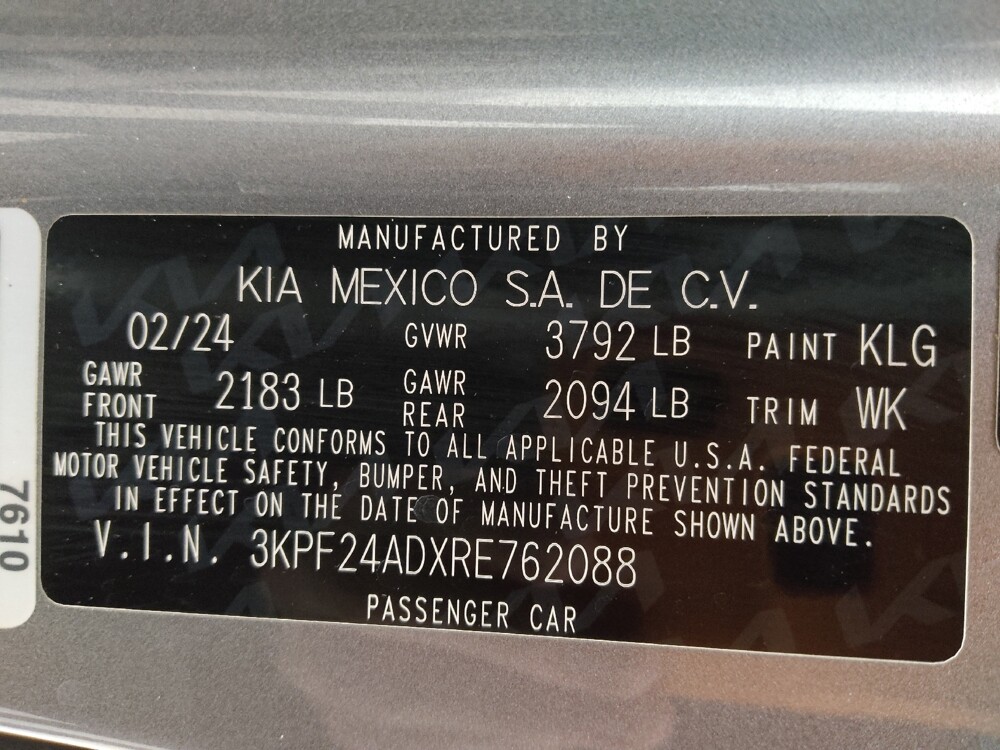 MANUFACTURED BY
KIA MEXICO S.A. DE C.V.
02/24 GVWR 3792 LB PAINT KLG
GAWR FRONT 2183 LB GAWR REAR 2094 LB TRIM WK
THIS VEHICLE CONFORMS TO ALL APPLICABLE U.S.A. FEDERAL
MOTOR VEHICLE SAFETY, BUMPER, AND THEFT PREVENTION STANDARDS
IN EFFECT ON THE DATE OF MANUFACTURE SHOWN ABOVE.
V.I.N. 3KPF24ADXRE762088
PASSENGER CAR
7610